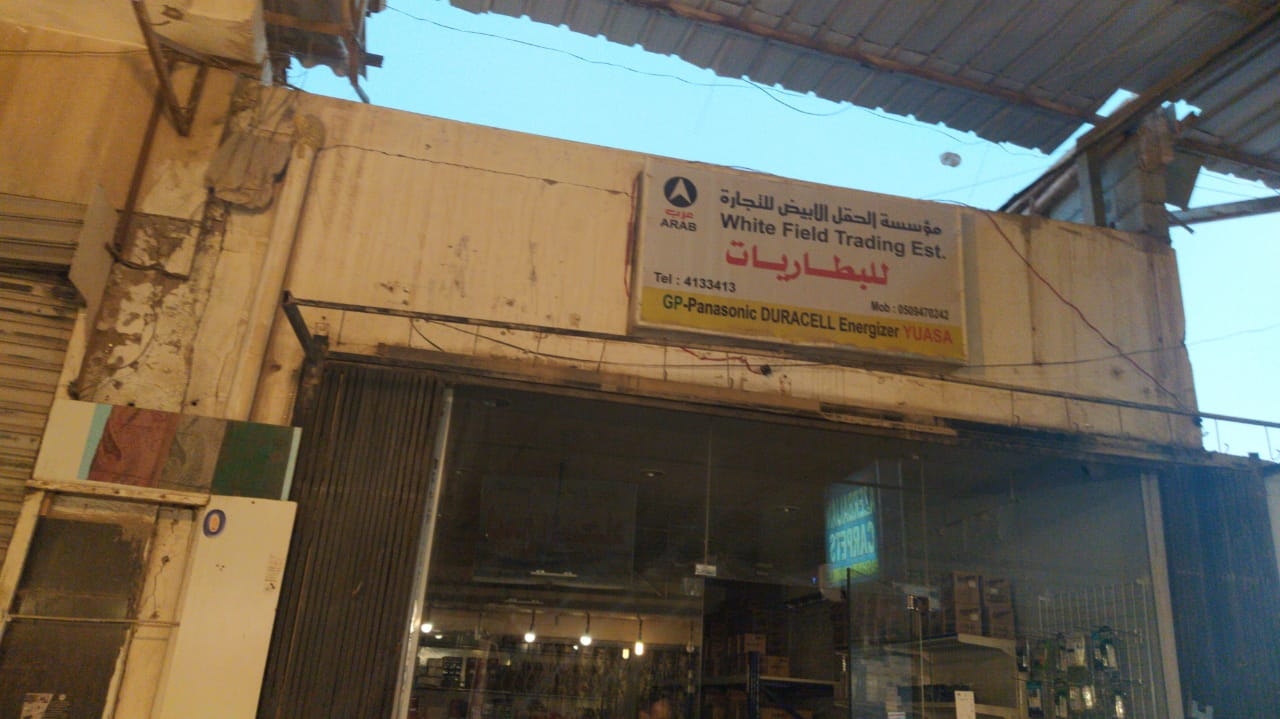 مؤسسة الحقل الابيض للتجارة
White Field Trading Est.
عرب
ARAB
للبطاريات
Tel : 4133413
Mob : 0509470242
GP-Panasonic DURACELL Energizer YUASA
CARPETS